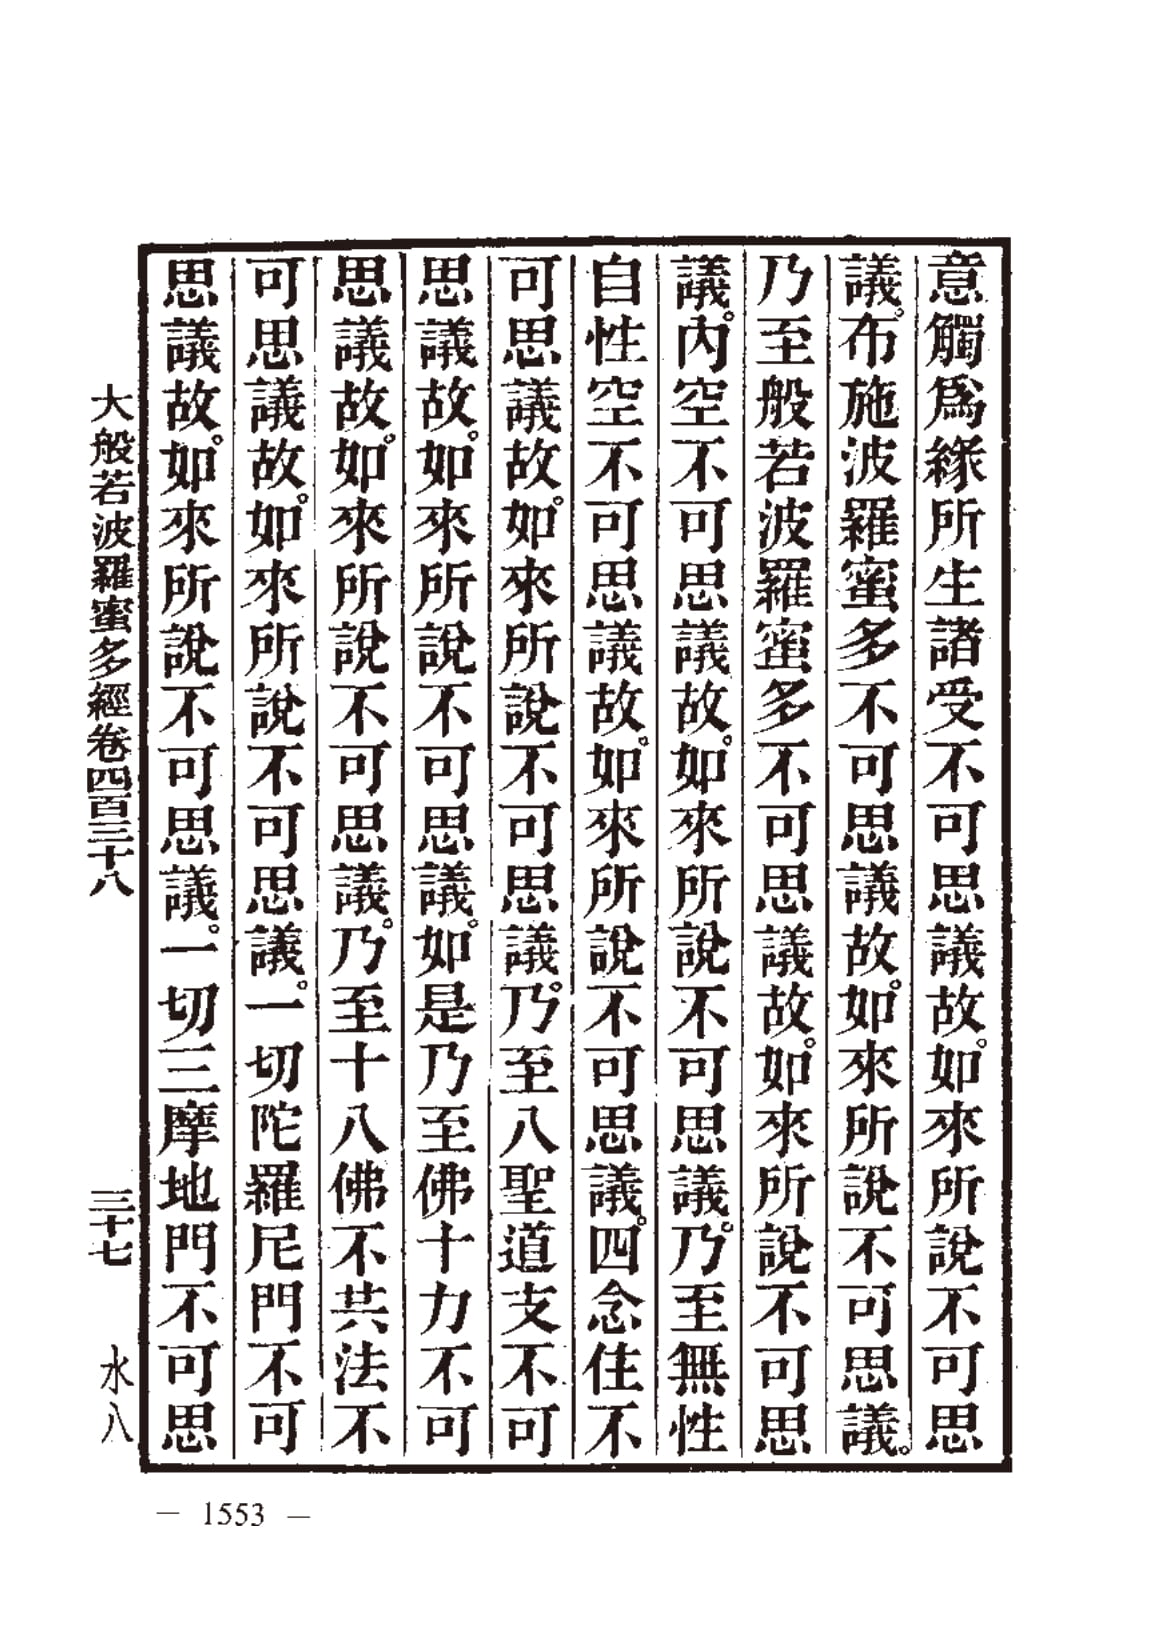 意觸爲緣所生諸受不可思議故。如來所說不可思
議。布施波羅蜜多不可思議故。如來所說不可思議。
乃至般若波羅蜜多不可思議故。如來所說不可思
議。內空不可思議故。如來所說不可思議。乃至無性
自性空不可思議故。如來所說不可思議。四念住不
可思議故。如來所說不可思議。乃至八聖道支不可
思議故。如來所說不可思議。如是乃至佛十力不可
思議故。如來所說不可思議。乃至十八佛不共法不
可思議故。如來所說不可思議。一切陀羅尼門不可
思議故。如來所說不可思議。一切三摩地門不可思
大般若波羅蜜多經卷四百三十八 三十七 水八
— 1553 —